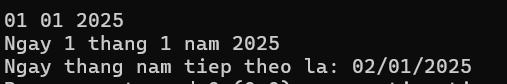 01 01 2025
Ngay 1 thang 1 nam 2025
Ngay thang nam tiep theo la: 02/01/2025